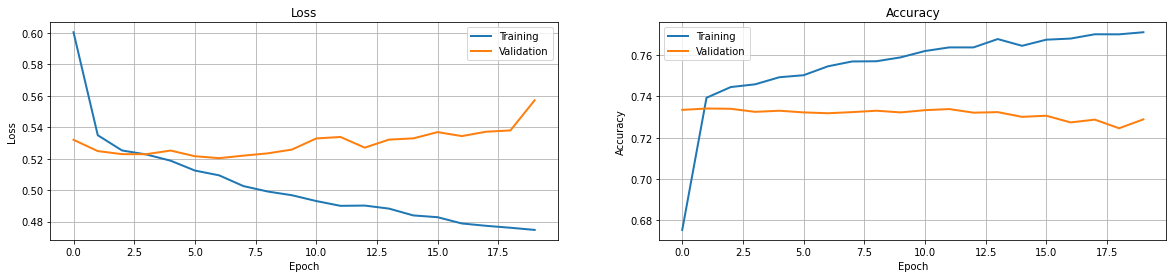 Loss
0.60
0.58
0.56
0.54
0.52
0.50
0.48
Loss
Training
Validation
0.0 2.5 5.0 7.5 10.0 12.5 15.0 17.5
Epoch
Accuracy
0.76
0.74
0.72
0.70
0.68
Accuracy
Training
Validation
0.0 2.5 5.0 7.5 10.0 12.5 15.0 17.5
Epoch